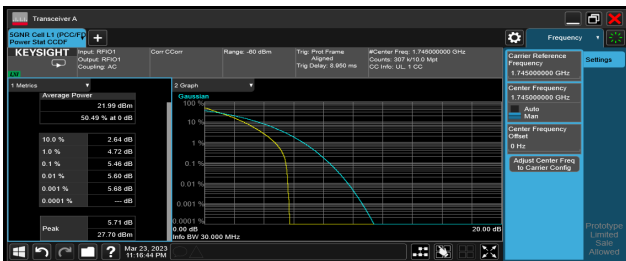 Transceiver A
5GNR Cell L1 (PCC/FD
Power Stat CCDF
Frequency
KEYSIGHT
Input: RFIO1
Output: RFIO1
Coupling: AC
Corr CCorr
Range: -60 dBm
Trig: Prot Frame
Aligned
Trig Delay: 8.950 ms
#Center Freq: 1.745000000 GHz
Counts: 307 k/10.0 Mpt
CC Info: UL, 1 CC
Carrier Reference
Frequency
1.745000000 GHz
Settings
1 Metrics
2 Graph
Center Frequency
1.745000000 GHz
Auto
Man
Average Power
21.99 dBm
50.49 % at 0 dB
10.0 % 2.64 dB
1.0 % 4.72 dB
0.1 % 5.46 dB
0.01 % 5.60 dB
0.001 % 5.68 dB
0.0001 % --- dB
Peak
5.71 dB
27.70 dBm
Gaussian
100 %
10 %
1 %
0.1 %
0.01 %
0.001 %
0.0001 %
0.00 dB
20.00 dB
Info BW 30.000 MHz
Center Frequency
Offset
0 Hz
Adjust Center Freq
to Carrier Config
Prototype
Limited
Sale
Allowed
?
Mar 23, 2023
11:16:44 PM